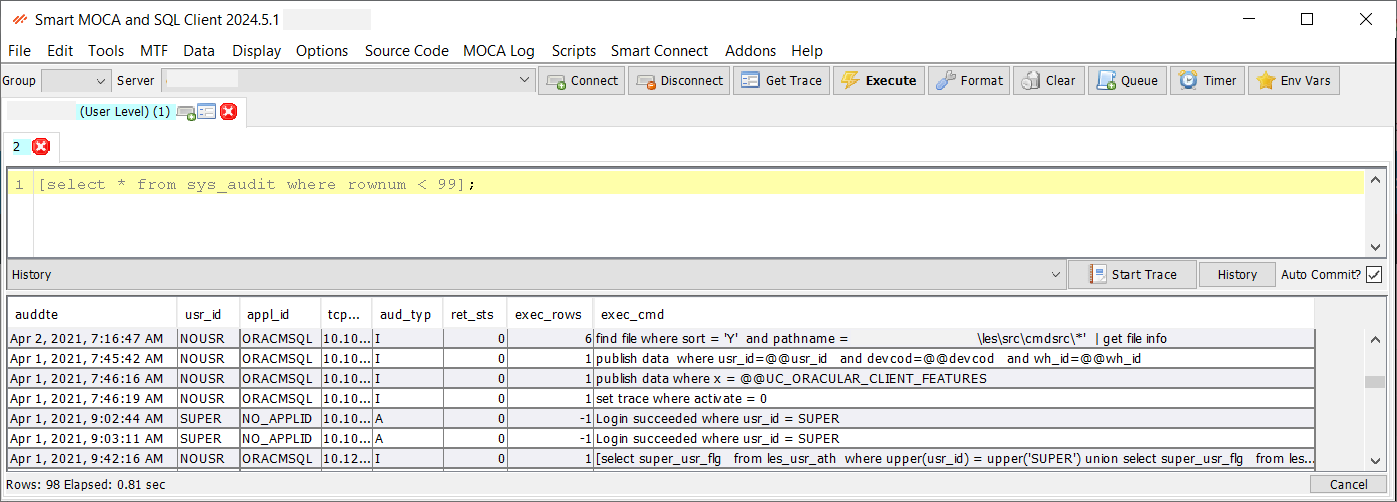 Smart MOCA and SQL Client 2024.5.1
File Edit Tools MTF Data Display Options Source Code MOCA Log Scripts Smart Connect Addons Help
Group Server Connect Disconnect Get Trace Execute Format Clear Queue Timer Env Vars
(User Level) (1)
2
1 [select * from sys_audit where rownum < 99];
History Start Trace History Auto Commit?
auddte usr_id appl_id tcp... aud_typ ret_sts exec_rows exec_cmd
Apr 2, 2021, 7:16:47 AM NOUSR ORACMSQL 10.10... I 0 6 find file where sort = 'Y' and pathname = \les\src\cmdsrc\*' | get file info
Apr 1, 2021, 7:45:42 AM NOUSR ORACMSQL 10.10... I 0 1 publish data where usr_id=@@usr_id and devcod=@@devcod and wh_id=@@wh_id
Apr 1, 2021, 7:46:16 AM NOUSR ORACMSQL 10.10... I 0 1 publish data where x = @@UC_ORACULAR_CLIENT_FEATURES
Apr 1, 2021, 7:46:19 AM NOUSR ORACMSQL 10.10... I 0 1 set trace where activate = 0
Apr 1, 2021, 9:02:44 AM SUPER NO_APPLID 10.10... A 0 -1 Login succeeded where usr_id = SUPER
Apr 1, 2021, 9:03:11 AM SUPER NO_APPLID 10.10... A 0 -1 Login succeeded where usr_id = SUPER
Apr 1, 2021, 9:42:16 AM NOUSR ORACMSQL 10.12... I 0 1 [select super_usr_flg from les_usr_ath where upper(usr_id) = upper('SUPER') union select super_usr_flg from les...
Rows: 98 Elapsed: 0.81 sec Cancel